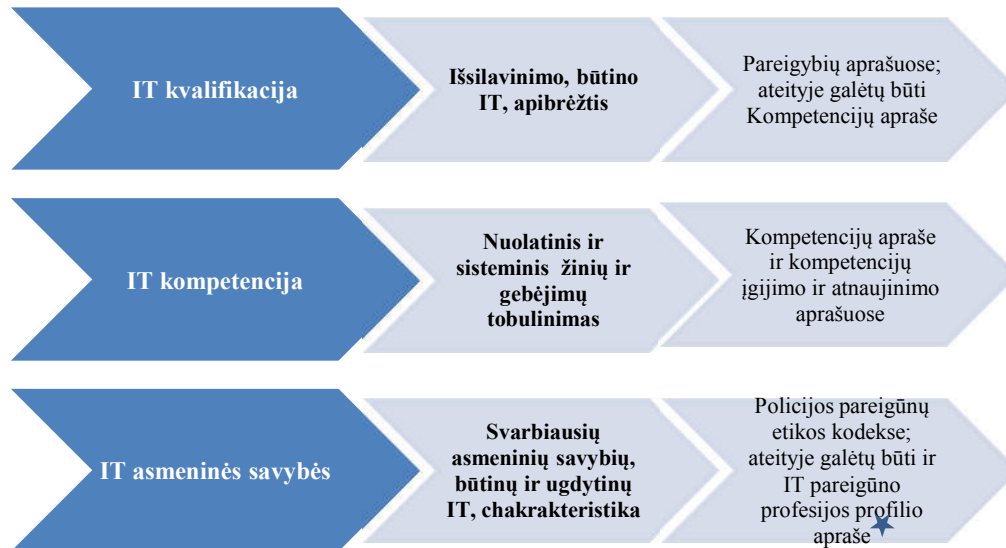 IT kvalifikacija
Išsilavinimo, būtino
IT, apibrėžtis
Pareigybių aprašuose;
ateityje galėtų būti
Kompetencijų apraše
IT kompetencija
Nuolatinis ir
sisteminis žinių ir
gebėjimų
tobulinimas
Kompetencijų apraše
ir kompetencijų
įgijimo ir atnaujinimo
aprašuose
IT asmeninės savybės
Svarbiausių
asmeninių savybių,
būtinų ir ugdytinų
IT, chakrakteristika
Policijos pareigūnų
etikos kodekse;
ateityje galėtų būti ir
IT pareigūno
profesijos profilio
apraše